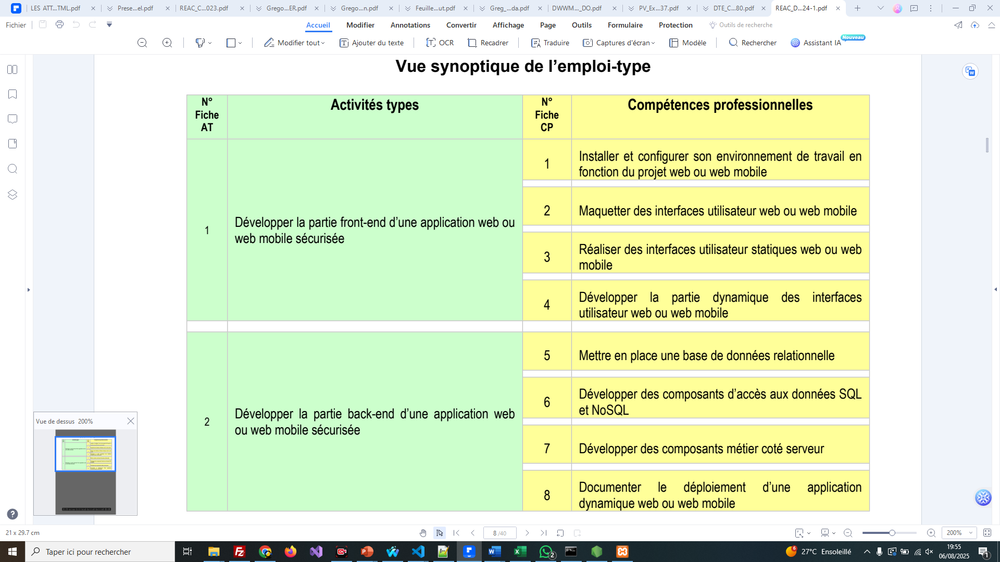 LES ATT...TML.pdf
Prese...el.pdf
REAC_C...023.pdf
Grego...ER.pdf
Grego...n.pdf
Feuille...ut.pdf
Greg_...da.pdf
DWWM..._DO.pdf
PV_Ex...37.pdf
DTE_C...80.pdf
REAC_D...24-1.pdf
Fichier
Accueil
Modifier
Annotations
Convertir
Affichage
Page
Outils
Formulaire
Protection
Outils de recherche
Modifier tout
Ajouter du texte
OCR
Recadrer
Traduire
Captures d'écran
Modèle
Rechercher
Assistant IA
Nouveau
Vue synoptique de l’emploi-type
N°
Fiche
AT
Activités types
N°
Fiche
CP
Compétences professionnelles
1
Développer la partie front-end d’une application web ou
web mobile sécurisée
1
Installer et configurer son environnement de travail en
fonction du projet web ou web mobile
2
Maquetter des interfaces utilisateur web ou web mobile
3
Réaliser des interfaces utilisateur statiques web ou web
mobile
4
Développer la partie dynamique des interfaces
utilisateur web ou web mobile
2
Développer la partie back-end d’une application web
ou web mobile sécurisée
5
Mettre en place une base de données relationnelle
6
Développer des composants d’accès aux données SQL
et NoSQL
7
Développer des composants métier coté serveur
8
Documenter le déploiement d’une application
dynamique web ou web mobile
Vue de dessus 200%
21 x 29.7 cm
8 /40
200%
Taper ici pour rechercher
2
6
27°C Ensoleillé
19:55
06/08/2025
1